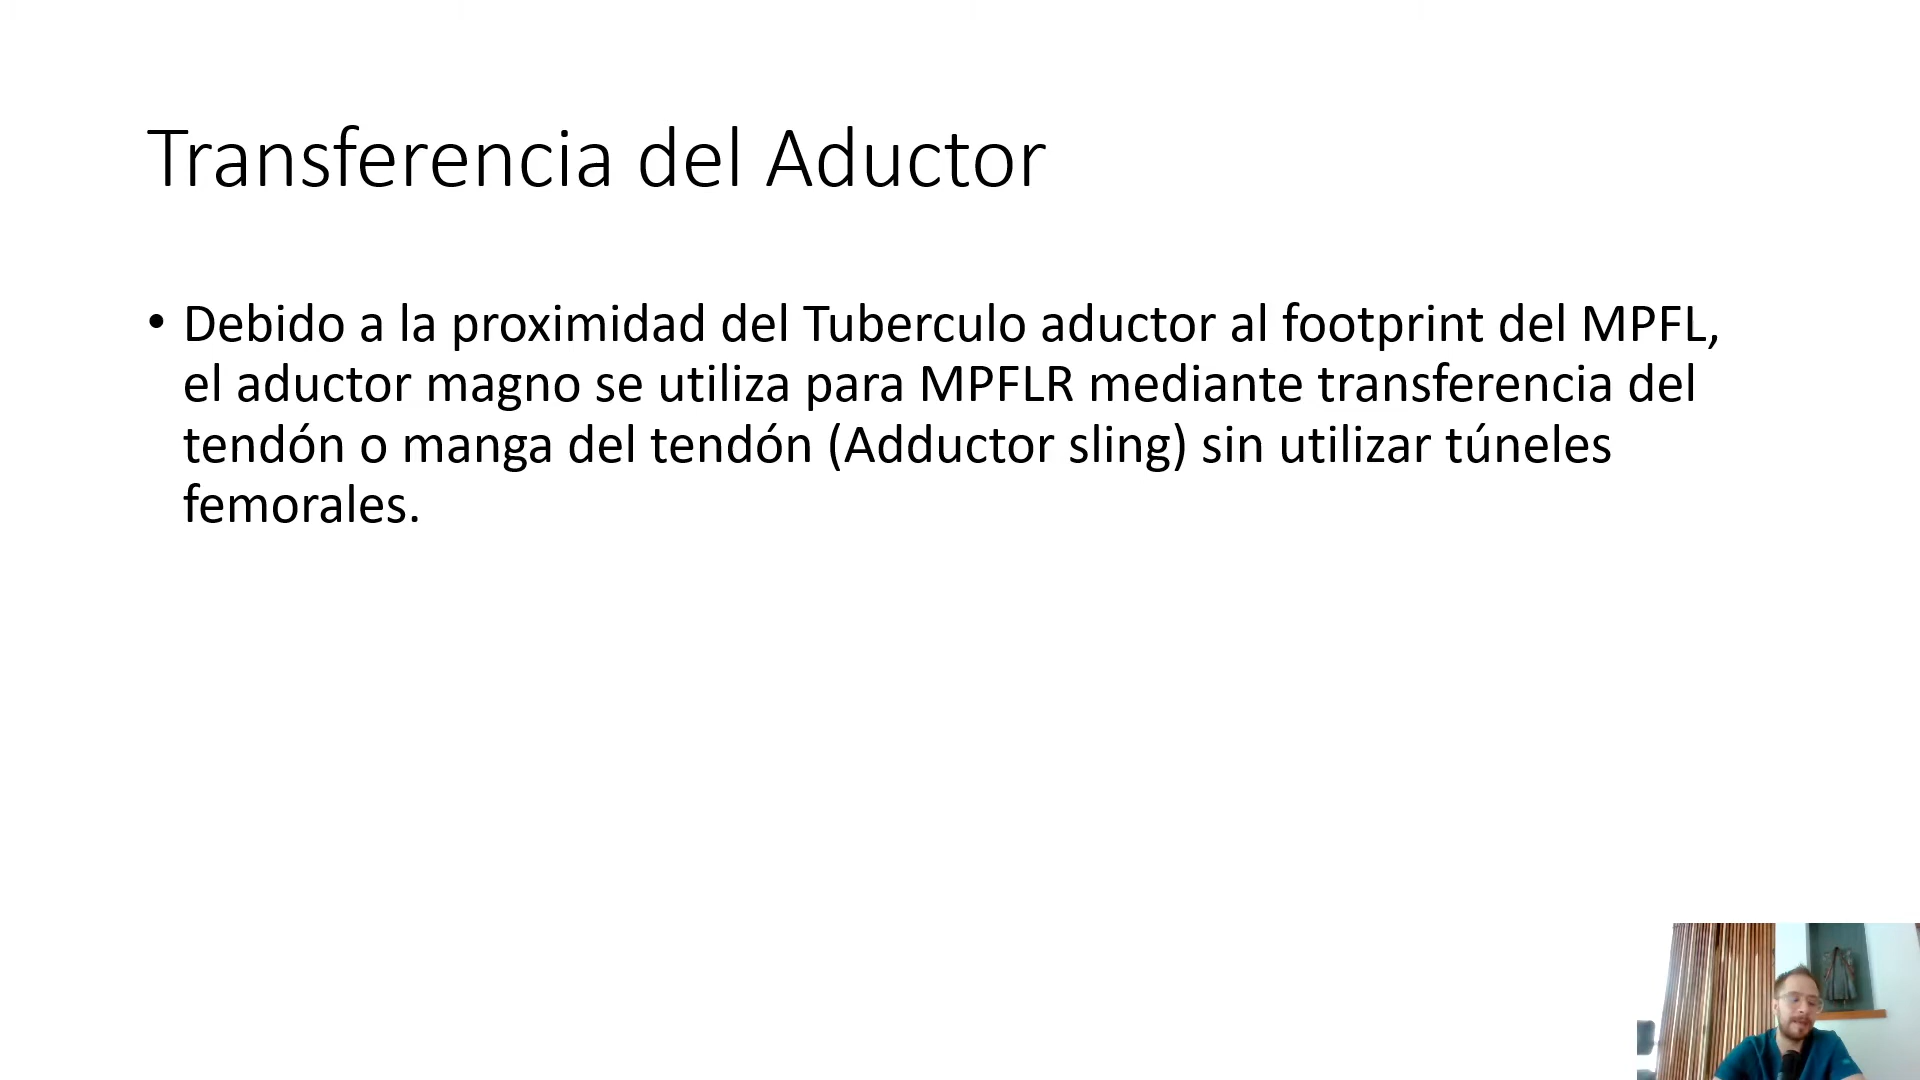 Transferencia del Aductor
• Debido a la proximidad del Tuberculo aductor al footprint del MPFL,
el aductor magno se utiliza para MPFLR mediante transferencia del
tendón o manga del tendón (Adductor sling) sin utilizar túneles
femorales.